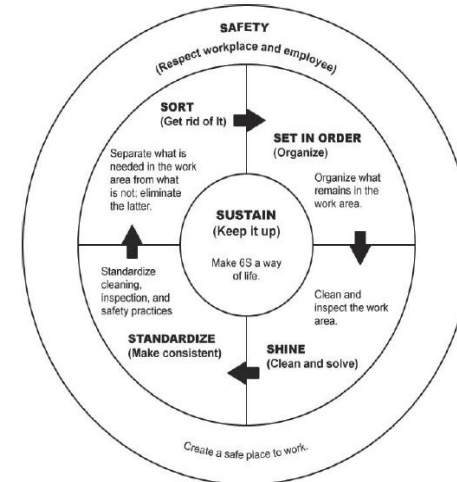 SAFETY
(Respect workplace and employee)
SORT
(Get rid of It)
Separate what is
needed in the work
area from what
is not; eliminate
the latter.
SET IN ORDER
(Organize)
Organize what
remains in the
work area.
SUSTAIN
(Keep it up)
Make 6S a way
of life.
Clean and
inspect the work
area.
SHINE
(Clean and solve)
Standardize
cleaning,
inspection, and
safety practices
STANDARDIZE
(Make consistent)
Create a safe place to work.